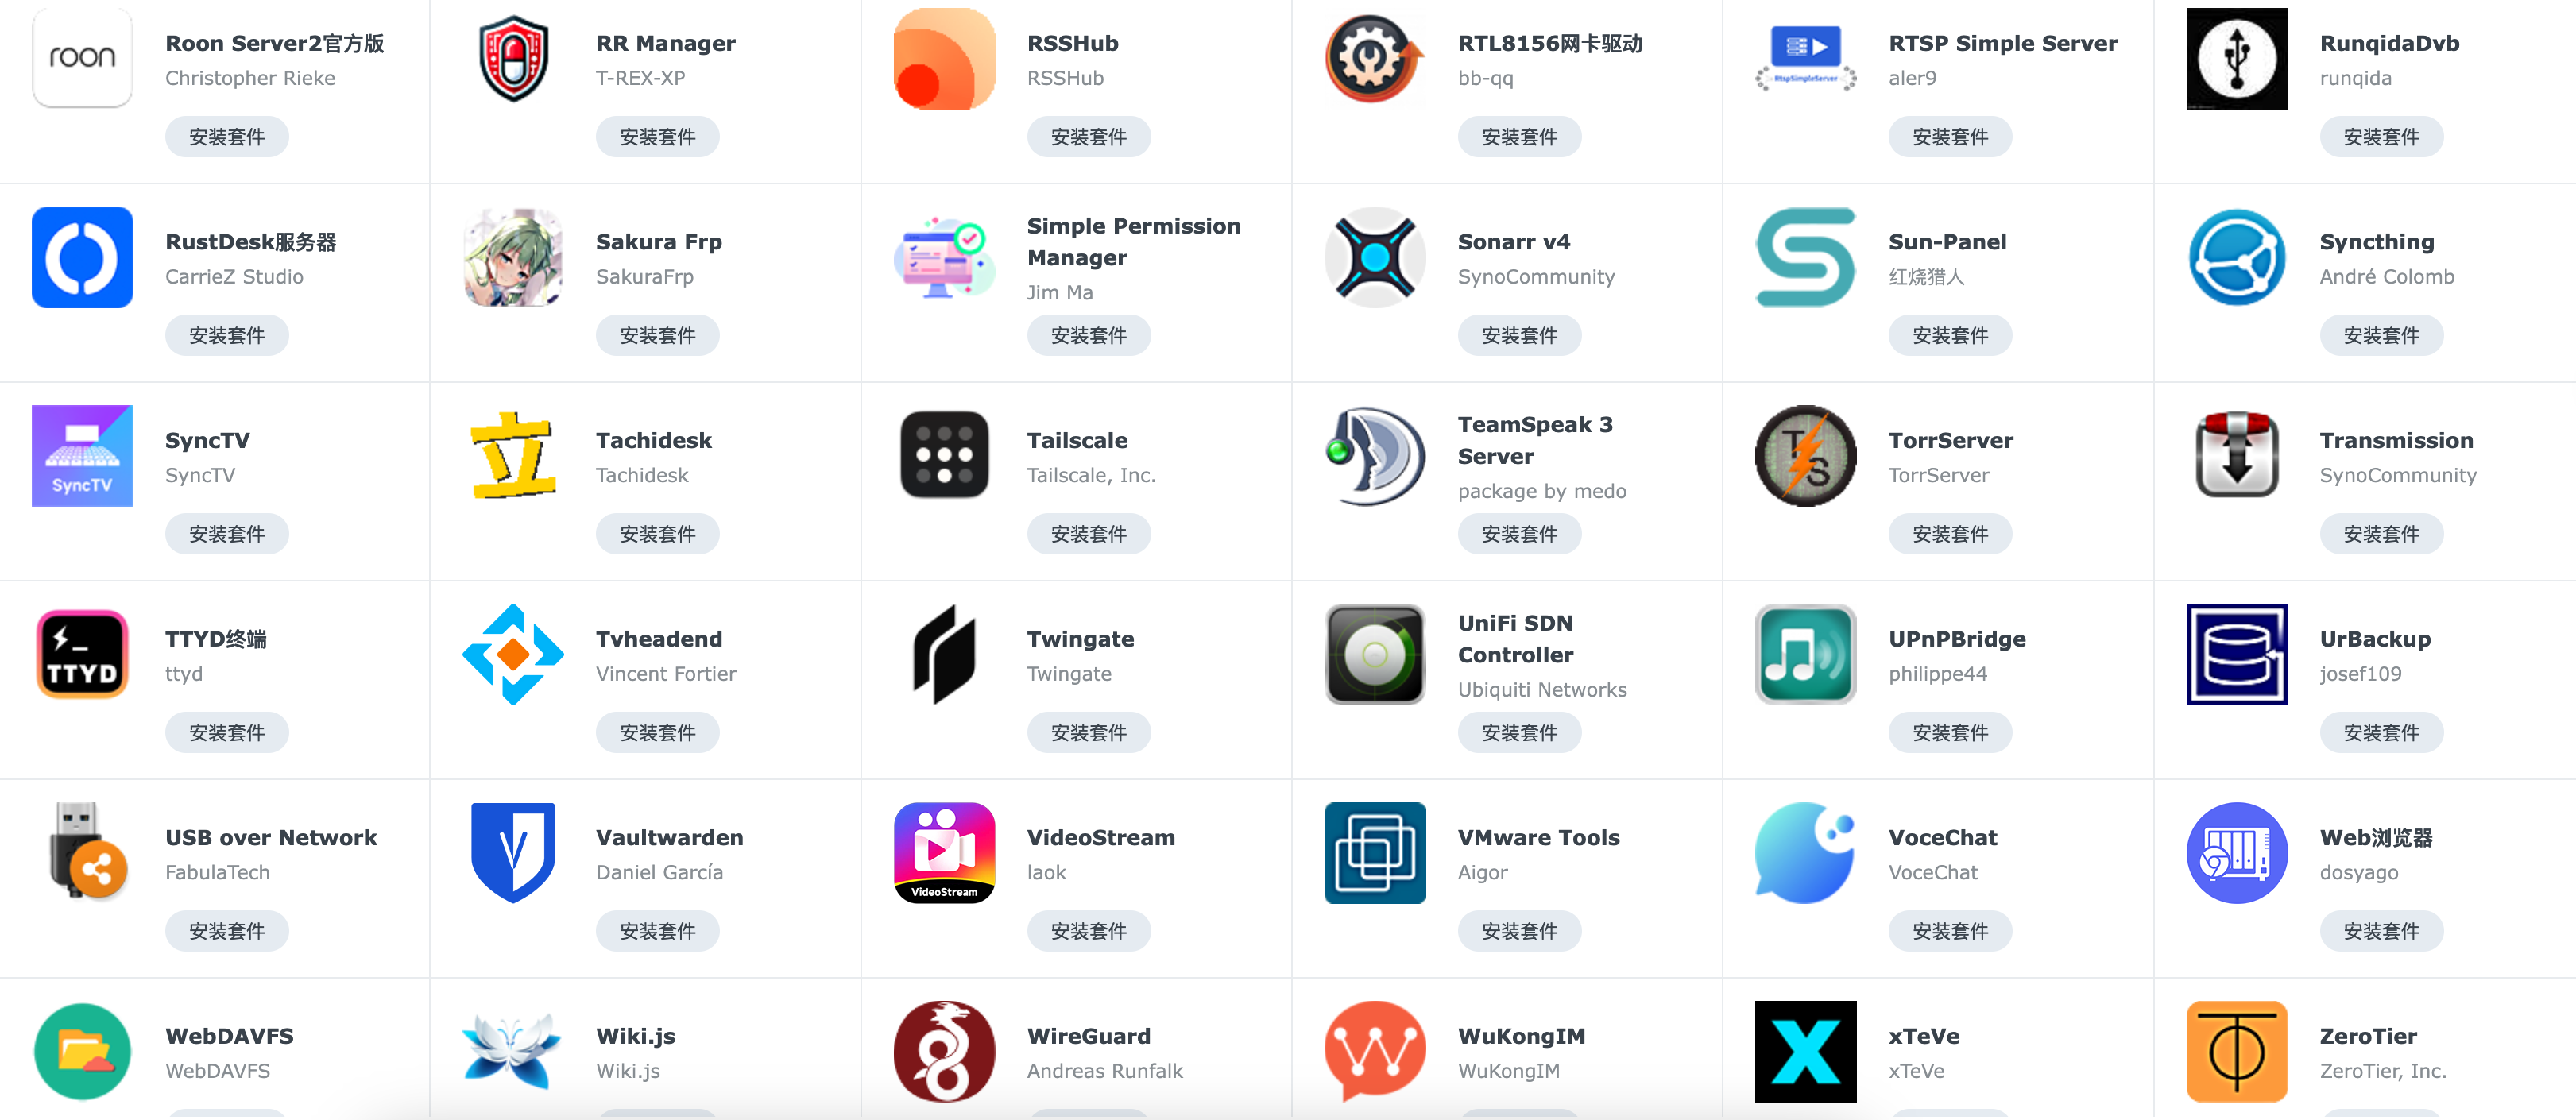 roon
Roon Server2官方版
Christopher Rieke
安装套件
RR Manager
T-REX-XP
安装套件
RSSHub
RSSHub
安装套件
RTL8156网卡驱动
bb-qq
安装套件
RtspSimpleServer
RTSP Simple Server
aler9
安装套件
RunqidaDvb
runqida
安装套件
RustDesk服务器
CarrieZ Studio
安装套件
Sakura Frp
SakuraFrp
安装套件
Simple Permission
Manager
Jim Ma
安装套件
Sonarr v4
SynoCommunity
安装套件
Sun-Panel
红烧猎人
安装套件
Syncthing
André Colomb
安装套件
SyncTV
SyncTV
SyncTV
安装套件
立
Tachidesk
Tachidesk
安装套件
Tailscale
Tailscale, Inc.
安装套件
TeamSpeak 3
Server
package by medo
安装套件
TS
TorrServer
TorrServer
安装套件
Transmission
SynoCommunity
安装套件
TTYD
TTYD终端
ttyd
安装套件
Tvheadend
Vincent Fortier
安装套件
Twingate
Twingate
安装套件
UniFi SDN
Controller
Ubiquiti Networks
安装套件
UPnPBridge
philippe44
安装套件
UrBackup
josef109
安装套件
USB over Network
FabulaTech
安装套件
Vaultwarden
Daniel García
安装套件
VideoStream
VideoStream
laok
安装套件
VMware Tools
Aigor
安装套件
VoceChat
VoceChat
安装套件
Web浏览器
dosyago
安装套件
WebDAVFS
WebDAVFS
Wiki.js
Wiki.js
WireGuard
Andreas Runfalk
WuKongIM
WuKongIM
X
xTeVe
xTeVe
ZeroTier
ZeroTier, Inc.